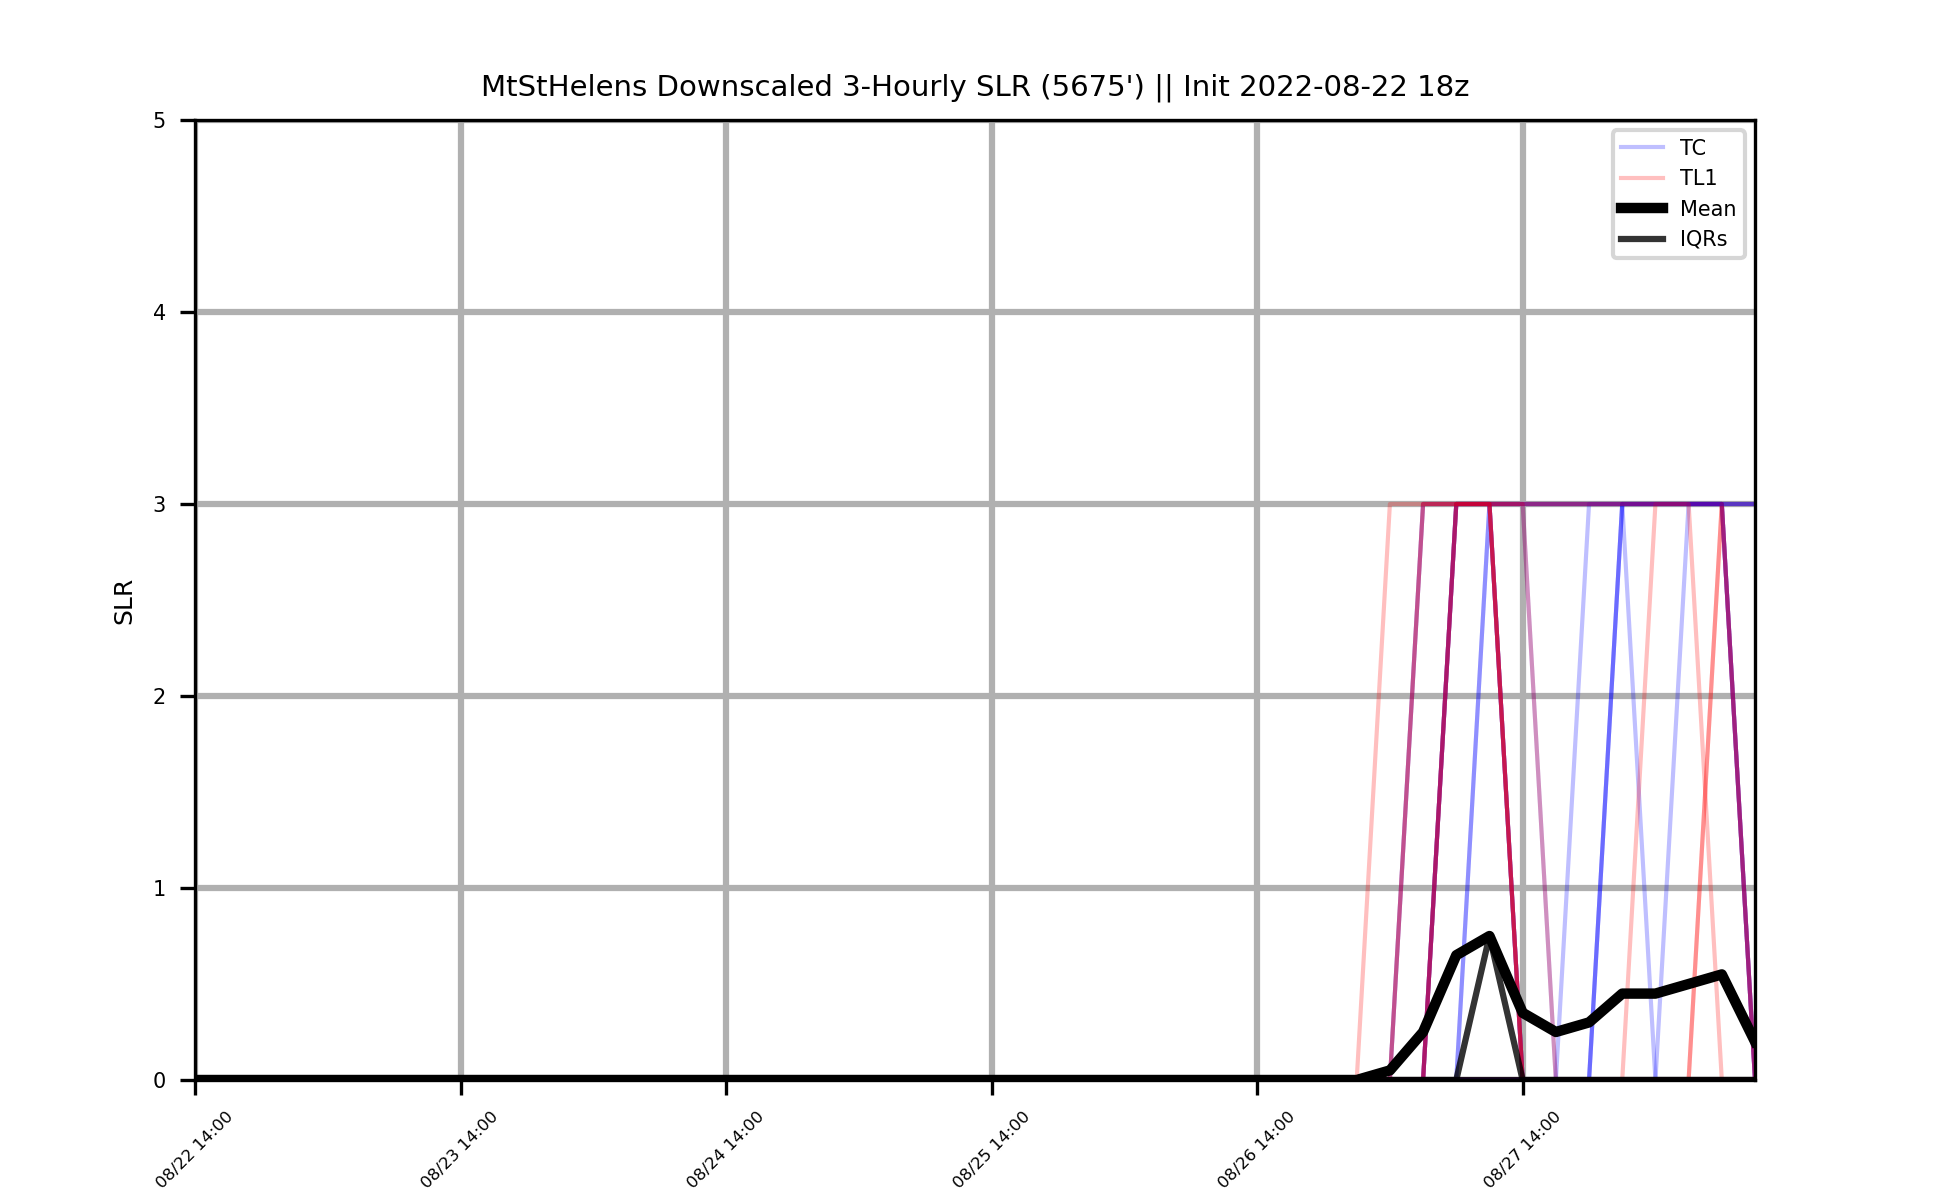 MtStHelens Downscaled 3-Hourly SLR (5675') || Init 2022-08-22 18z
TC
TL1
Mean
IQRs
SLR
5
4
3
2
1
0
08/22 14:00
08/23 14:00
08/24 14:00
08/25 14:00
08/26 14:00
08/27 14:00